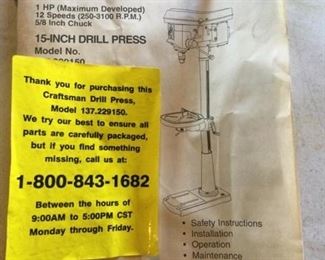 1 HP (Maximum Developed)
12 Speeds (250-3100 R.P.M.)
5/8 Inch Chuck
15-INCH DRILL PRESS
Model No.
229150
Thank you for purchasing this
Craftsman Drill Press,
Model 137.229150.
We try our best to ensure all
parts are carefully packaged,
but if you find something
missing, call us at:
1-800-843-1682
Between the hours of
9:00AM to 5:00PM CST
Monday through Friday.
• Safety Instructions
• Installation
• Operation
• Maintenance